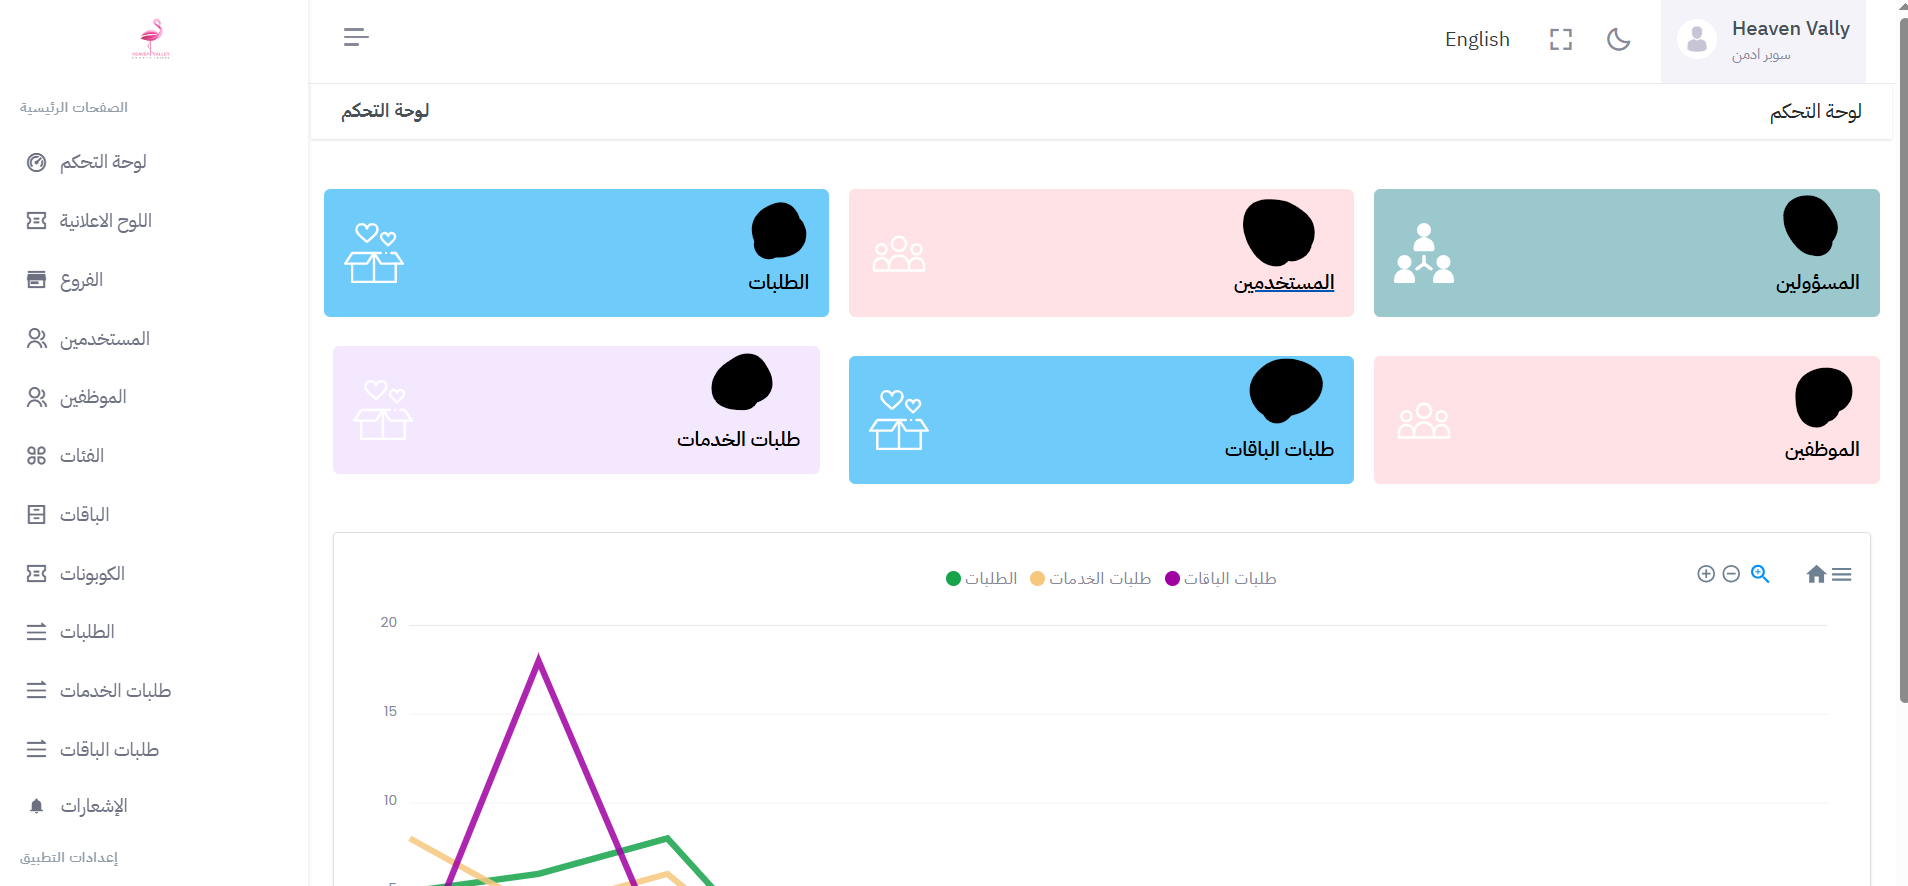 HEAVEN VALLEY
English
Heaven Vally
سوبر ادمن
الصفحات الرئيسية
لوحة التحكم
اللوح الاعلانية
الفروع
المستخدمين
الموظفين
الفئات
الباقات
الكوبونات
الطلبات
طلبات الخدمات
طلبات الباقات
الإشعارات
إعدادات التطبيق
لوحة التحكم
لوحة التحكم
المسؤولين
المستخدمين
الطلبات
الموظفين
طلبات الباقات
طلبات الخدمات
الطلبات طلبات الخدمات طلبات الباقات
20
15
10